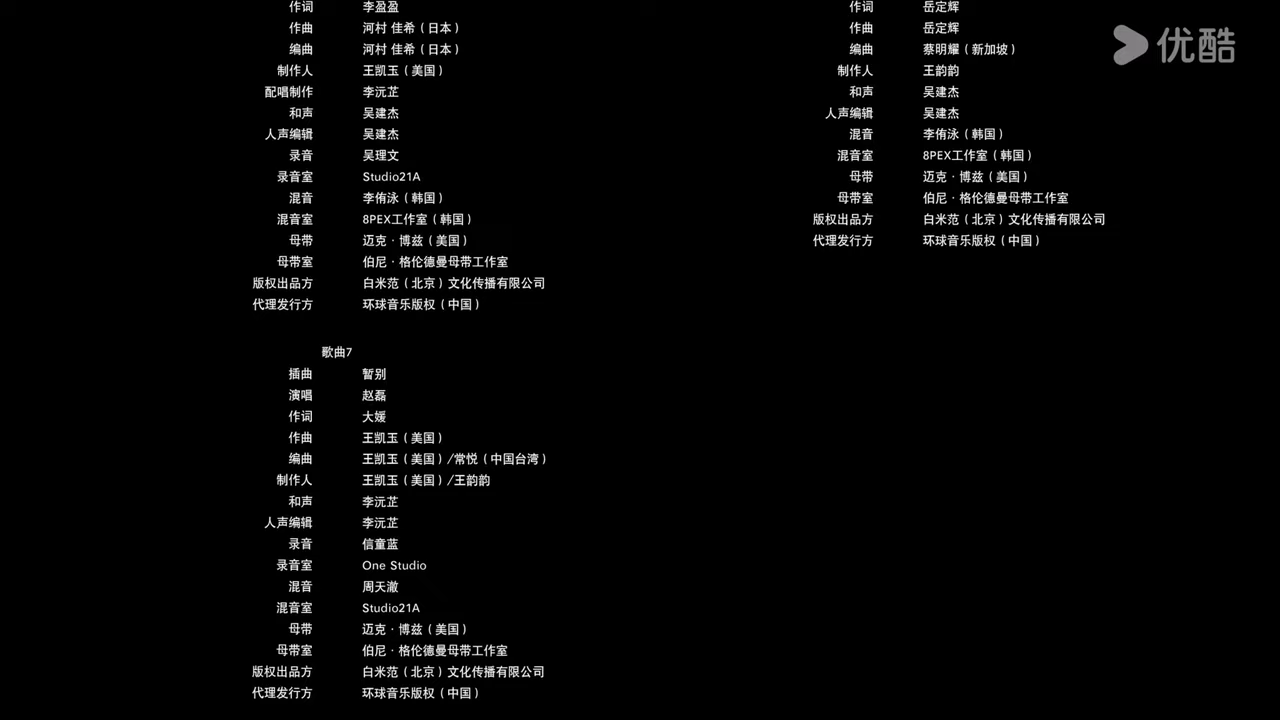 作词 李盈盈
作曲 河村 佳希（日本）
编曲 河村 佳希（日本）
制作人 王凯玉（美国）
配唱制作 李沅芷
和声 吴建杰
人声编辑 吴建杰
录音 吴理文
录音室 Studio21A
混音 李侑泳（韩国）
混音室 8PEX工作室（韩国）
母带 迈克·博兹（美国）
母带室 伯尼·格伦德曼母带工作室
版权出品方 白米范（北京）文化传播有限公司
代理发行方 环球音乐版权（中国）
歌曲7
插曲 暂别
演唱 赵磊
作词 大媛
作曲 王凯玉（美国）
编曲 王凯玉（美国）/常悦（中国台湾）
制作人 王凯玉（美国）/王韵韵
和声 李沅芷
人声编辑 李沅芷
录音 信童蓝
录音室 One Studio
混音 周天澈
混音室 Studio21A
母带 迈克·博兹（美国）
母带室 伯尼·格伦德曼母带工作室
版权出品方 白米范（北京）文化传播有限公司
代理发行方 环球音乐版权（中国）
作词 岳定辉
作曲 岳定辉
编曲 蔡明耀（新加坡）
制作人 王韵韵
和声 吴建杰
人声编辑 吴建杰
混音 李侑泳（韩国）
混音室 8PEX工作室（韩国）
母带 迈克·博兹（美国）
母带室 伯尼·格伦德曼母带工作室
版权出品方 白米范（北京）文化传播有限公司
代理发行方 环球音乐版权（中国）
优酷